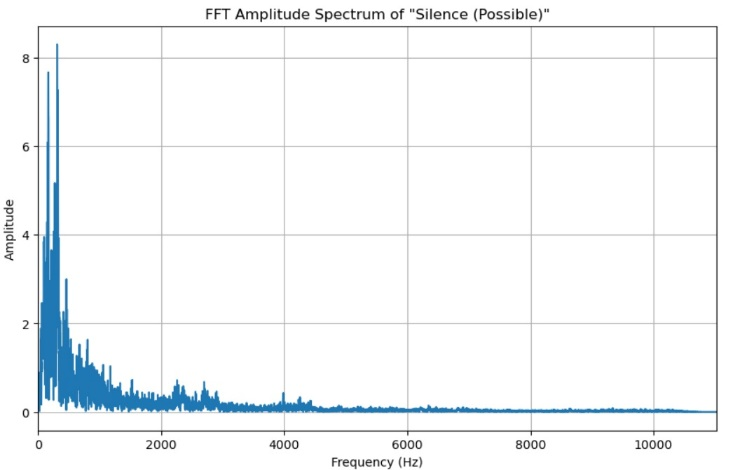 FFT Amplitude Spectrum of "Silence (Possible)"
8
6
4
2
0
Amplitude
0 2000 4000 6000 8000 10000
Frequency (Hz)